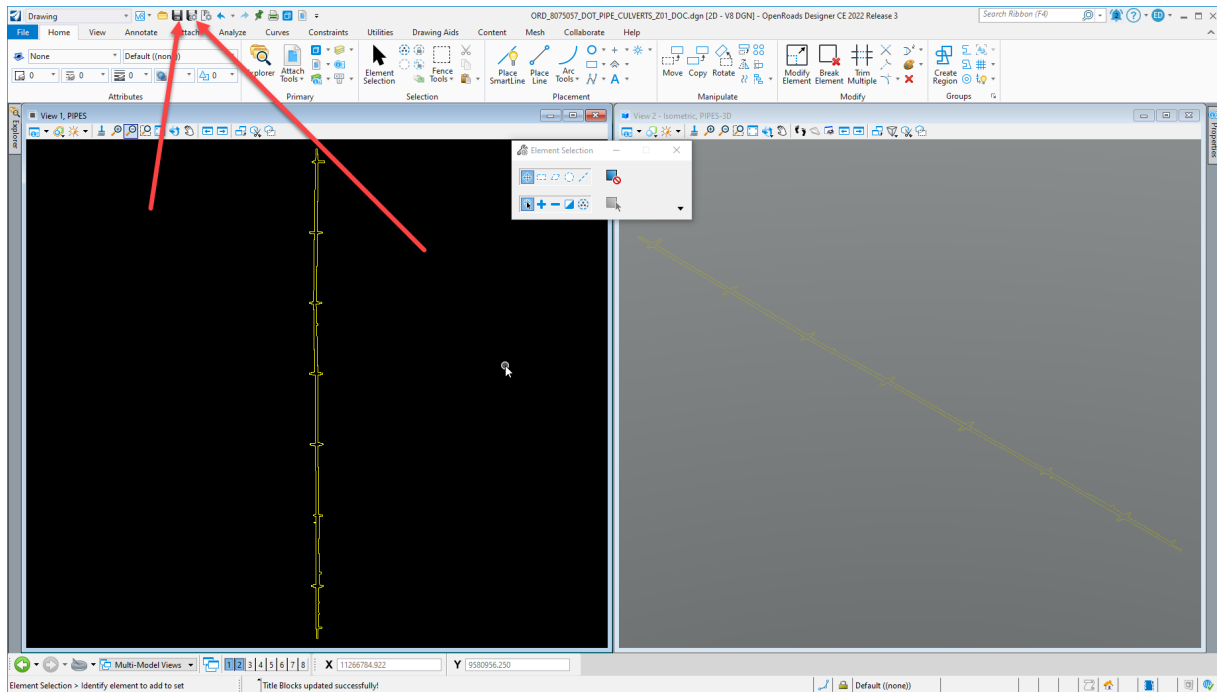 Drawing
ORD_8075057_DOT_PIPE_CULVERTS_Z01_DOC.dgn [2D - V8 DGN] - OpenRoads Designer CE 2022 Release 3
Search Ribbon (F4)
ED
File Home View Annotate Attach Analyze Curves Constraints Utilities Drawing Aids Content Mesh Collaborate Help
None
Default ((none))
0 0 0 0 0
Attributes
Explorer
Attach Tools
Primary
Element Selection
Fence Tools
Selection
Place SmartLine
Place Line
Arc Tools
Placement
Move Copy Rotate
Manipulate
Modify Element
Break Element
Trim Multiple
Modify
Create Region
Groups
Explorer
View 1, PIPES
View 2 - Isometric, PIPES-3D
Properties
Element Selection
Multi-Model Views
1 2 3 4 5 6 7 8
X 11266784.922
Y 9580956.250
Element Selection > Identify element to add to set
Title Blocks updated successfully!
Default ((none))